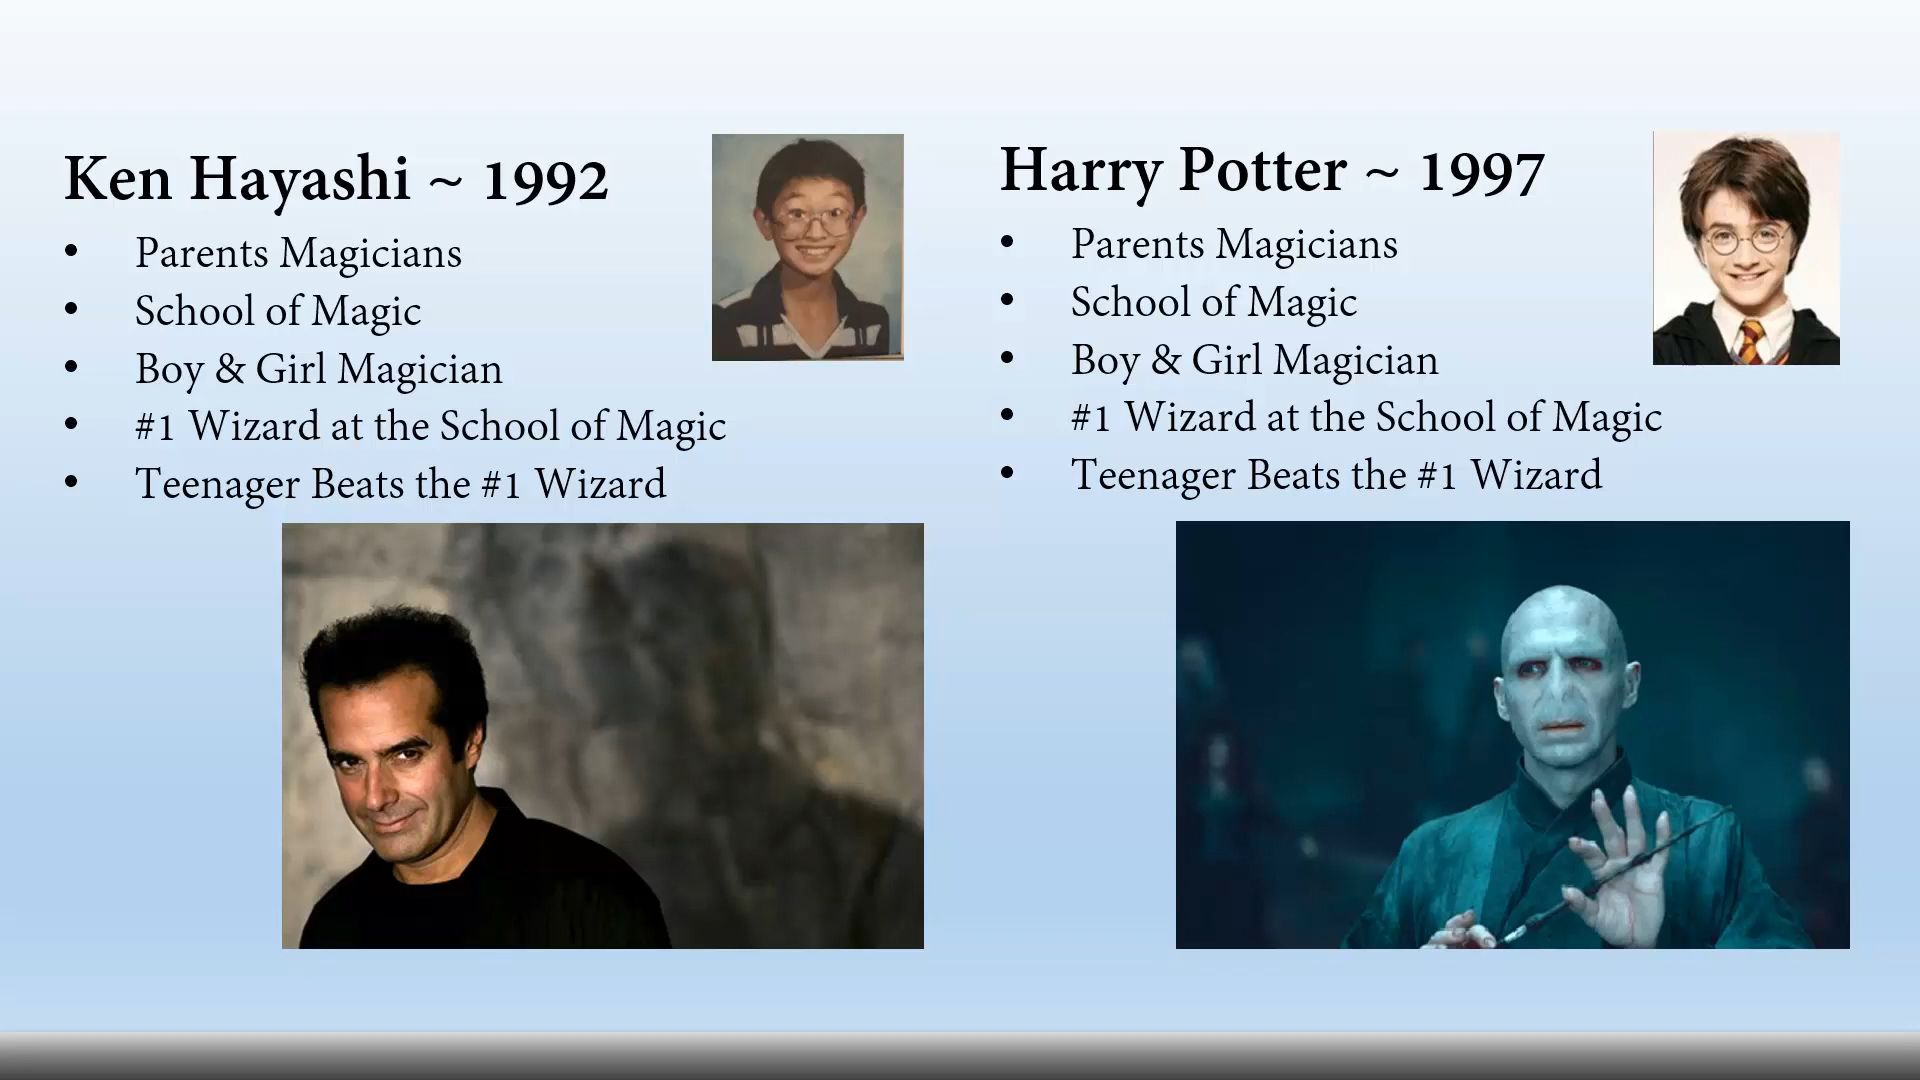 Ken Hayashi ~ 1992
• Parents Magicians
• School of Magic
• Boy & Girl Magician
• #1 Wizard at the School of Magic
• Teenager Beats the #1 Wizard
Harry Potter ~ 1997
• Parents Magicians
• School of Magic
• Boy & Girl Magician
• #1 Wizard at the School of Magic
• Teenager Beats the #1 Wizard